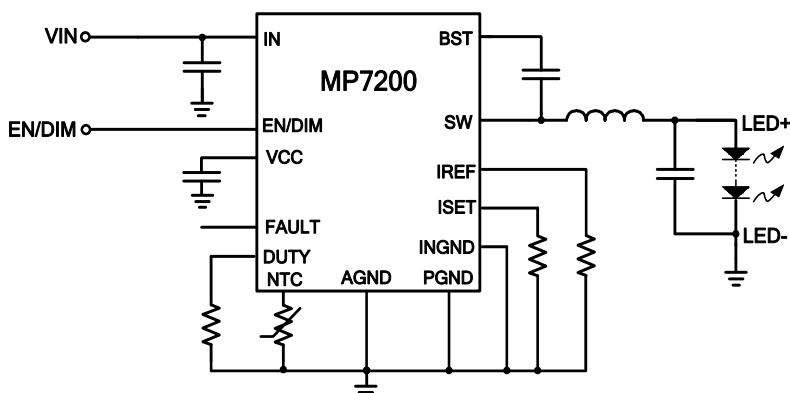 VIN
IN
BST
MP7200
EN/DIM
EN/DIM
SW
LED+
VCC
IREF
ISET
FAULT
INGND
LED-
DUTY
NTC
AGND
PGND